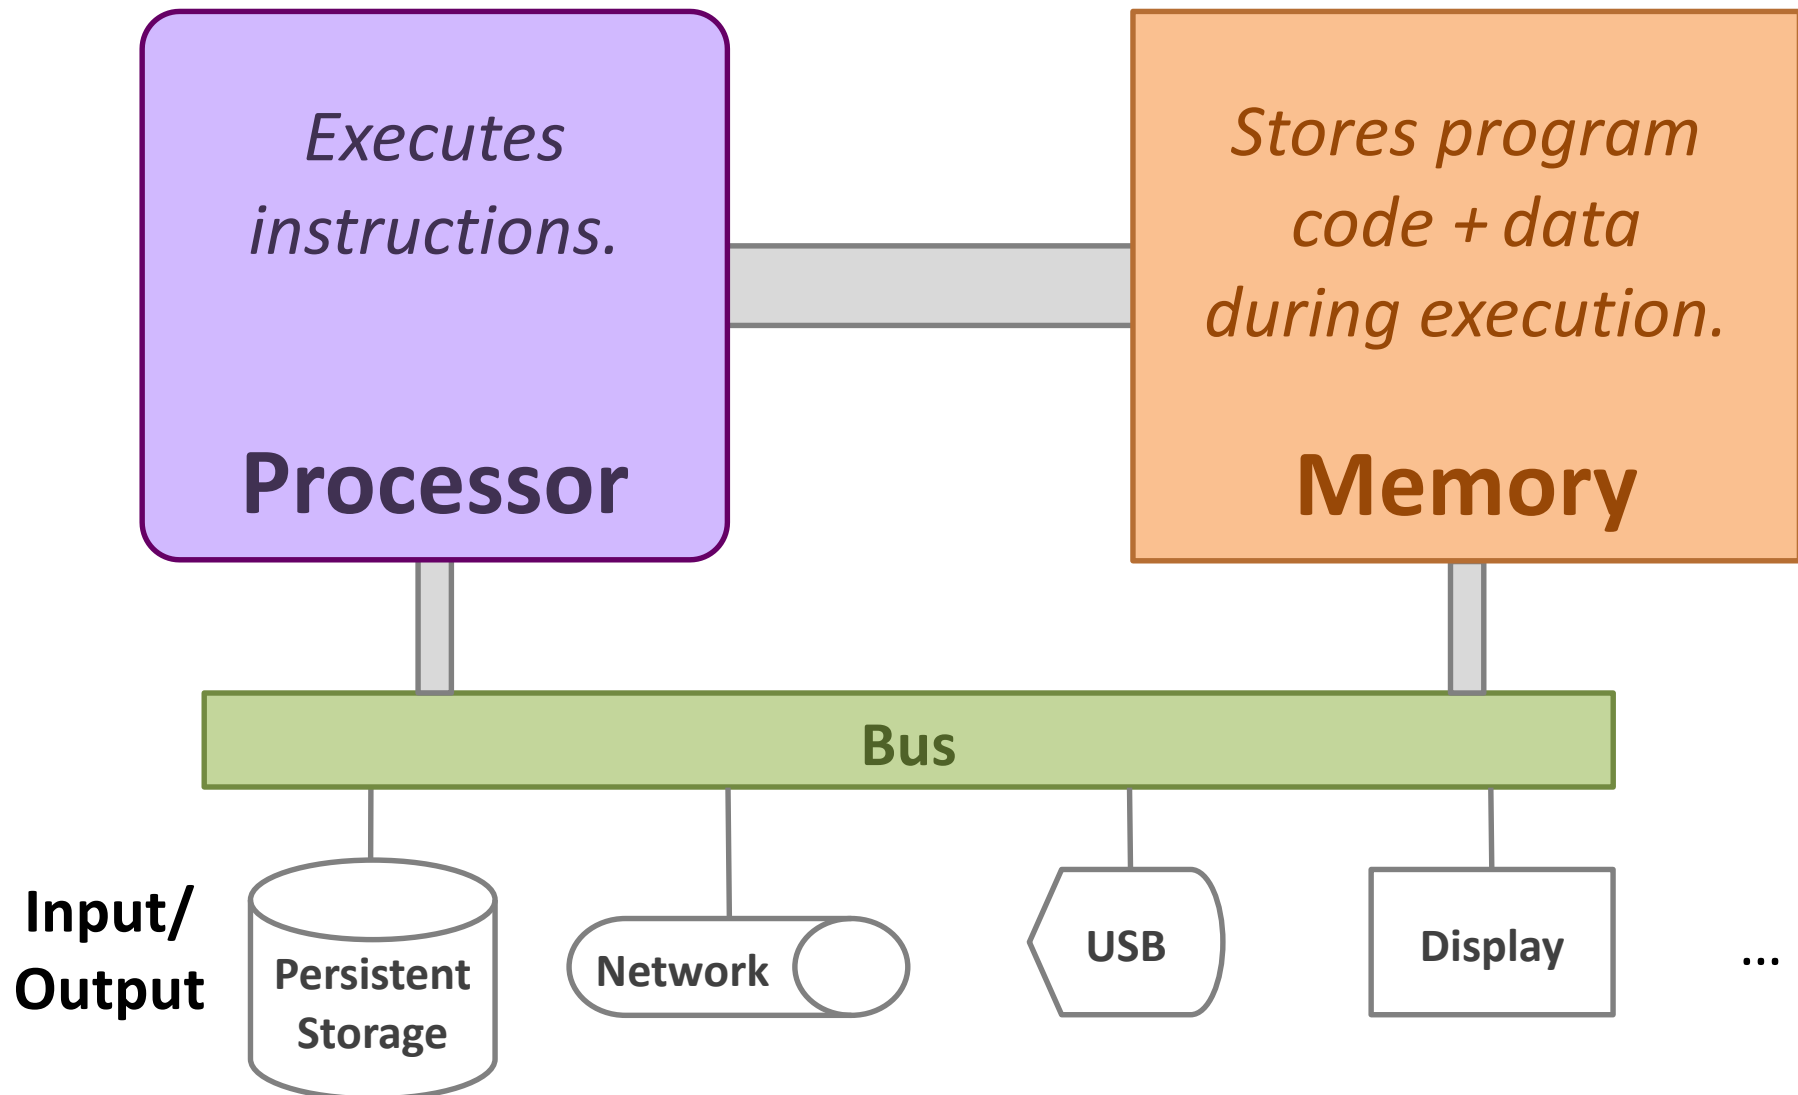 Executes
instructions.
Processor
Stores program
code + data
during execution.
Memory
Bus
Input/
Output
Persistent
Storage
Network
USB
Display
...